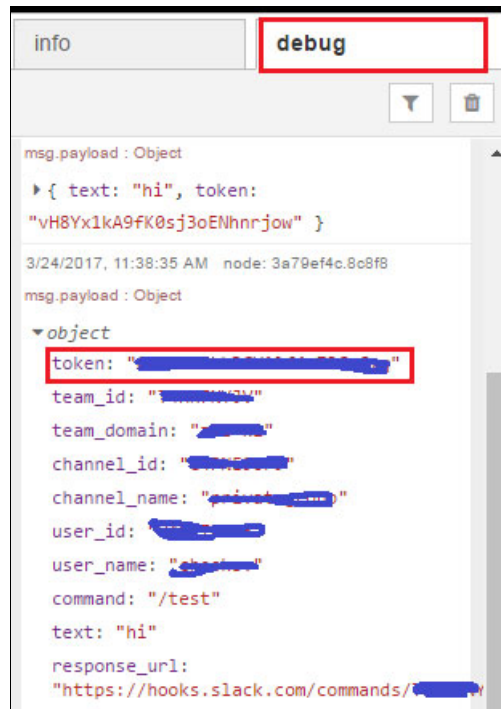 info
debug
msg.payload : Object
{ text: "hi", token:
"vH8Yx1kA9fK0sj3oENhnrjow" }
3/24/2017, 11:38:35 AM node: 3a79ef4c.8c8f8
msg.payload : Object
object
token: "
team_id: "
team_domain: "
channel_id: "
channel_name: "
user_id:
user_name: "
command: "/test"
text: "hi"
response_url:
"https://hooks.slack.com/commands/